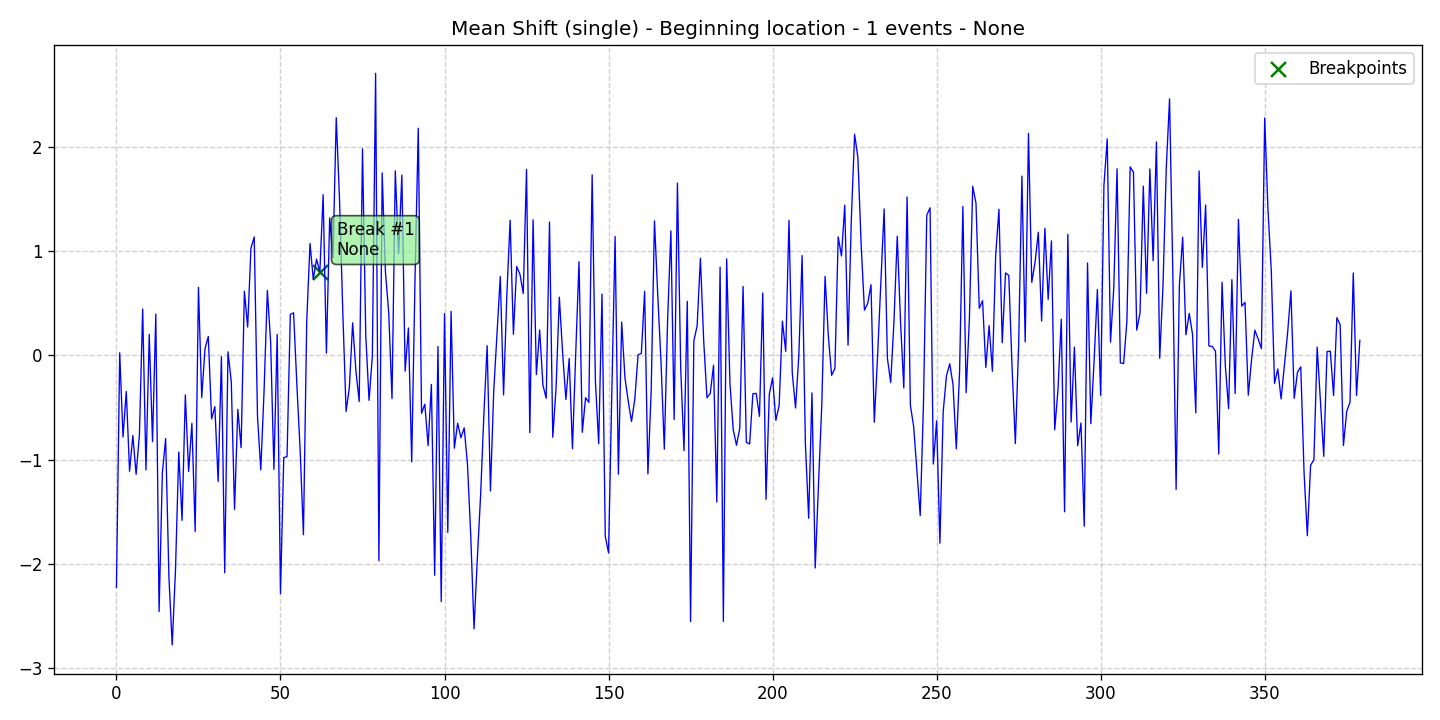 Mean Shift (single) - Beginning location - 1 events - None
Breakpoints
Break #1
None
2
1
0
−1
−2
−3
0 50 100 150 200 250 300 350